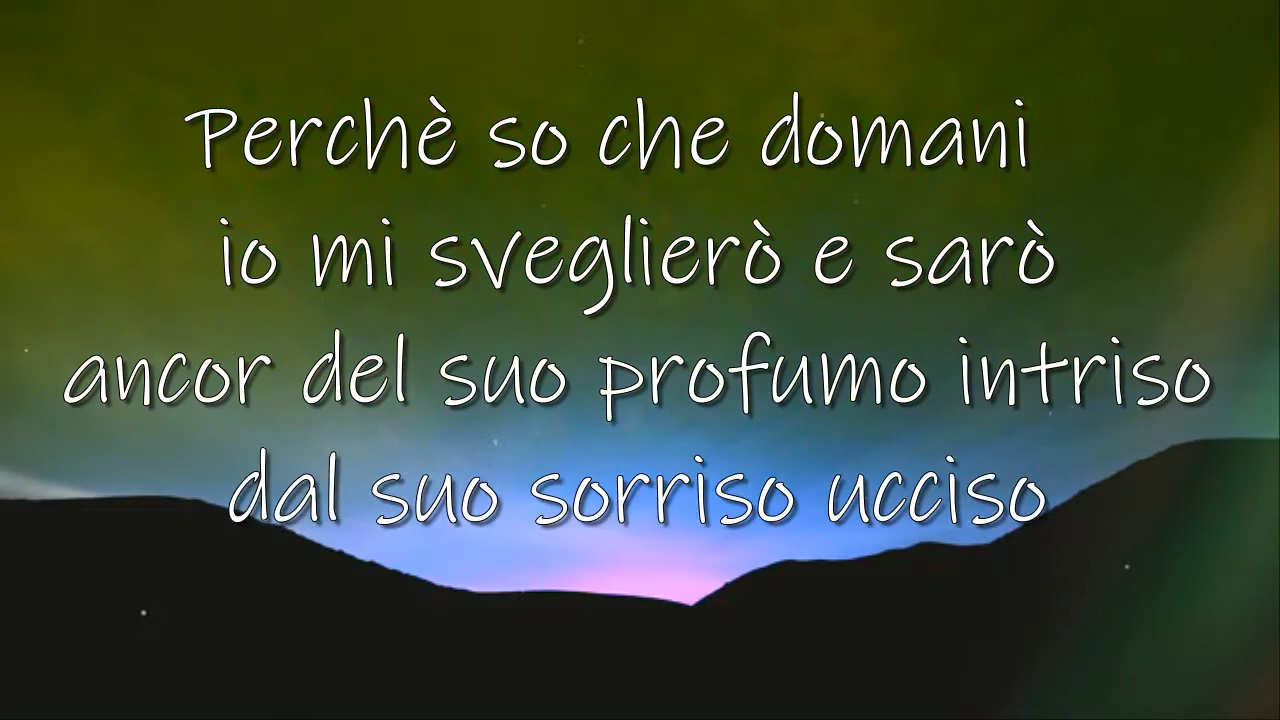 Perchè so che domani
io mi sveglierò e sarò
ancor del suo profumo intriso
dal suo sorriso ucciso